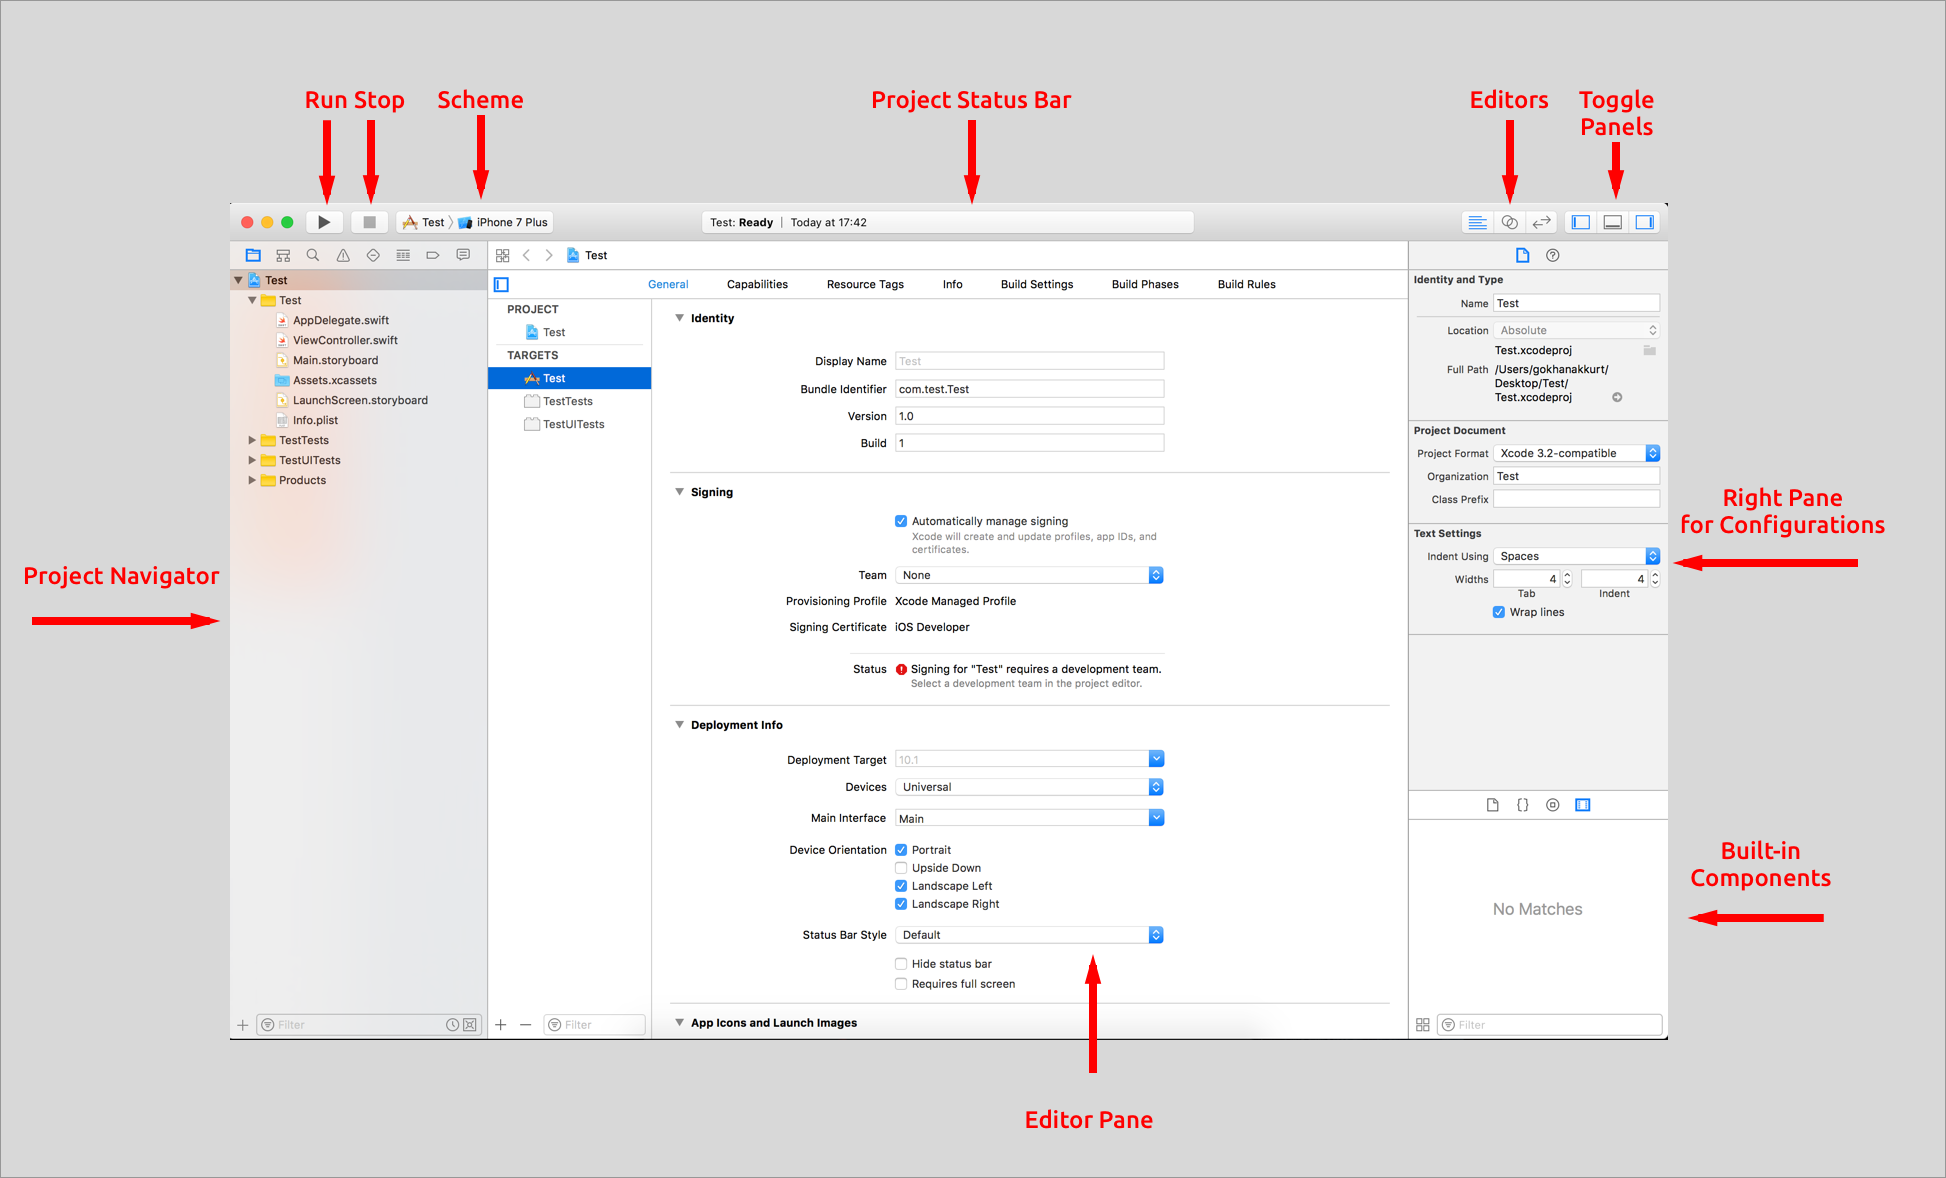 Run Stop
Scheme
Project Status Bar
Editors
Toggle
Panels
Test
iPhone 7 Plus
Test: Ready | Today at 17:42
Test
Test
AppDelegate.swift
ViewController.swift
Main.storyboard
Assets.xcassets
LaunchScreen.storyboard
Info.plist
TestTests
TestUITests
Products
Filter
Project Navigator
Test
General
Capabilities
Resource Tags
Info
Build Settings
Build Phases
Build Rules
PROJECT
Test
TARGETS
Test
TestTests
TestUITests
Filter
Identity
Display Name Test
Bundle Identifier com.test.Test
Version 1.0
Build 1
Signing
Automatically manage signing
Xcode will create and update profiles, app IDs, and
certificates.
Team None
Provisioning Profile Xcode Managed Profile
Signing Certificate iOS Developer
Status Signing for "Test" requires a development team.
Select a development team in the project editor.
Deployment Info
Deployment Target 10.1
Devices Universal
Main Interface Main
Device Orientation Portrait
Upside Down
Landscape Left
Landscape Right
Status Bar Style Default
Hide status bar
Requires full screen
App Icons and Launch Images
Editor Pane
Identity and Type
Name Test
Location Absolute
Test.xcodeproj
Full Path /Users/gokhanakkurt/
Desktop/Test/
Test.xcodeproj
Project Document
Project Format Xcode 3.2-compatible
Organization Test
Class Prefix
Text Settings
Indent Using Spaces
Widths 4 4
Tab Indent
Wrap lines
No Matches
Filter
Right Pane
for Configurations
Built-in
Components